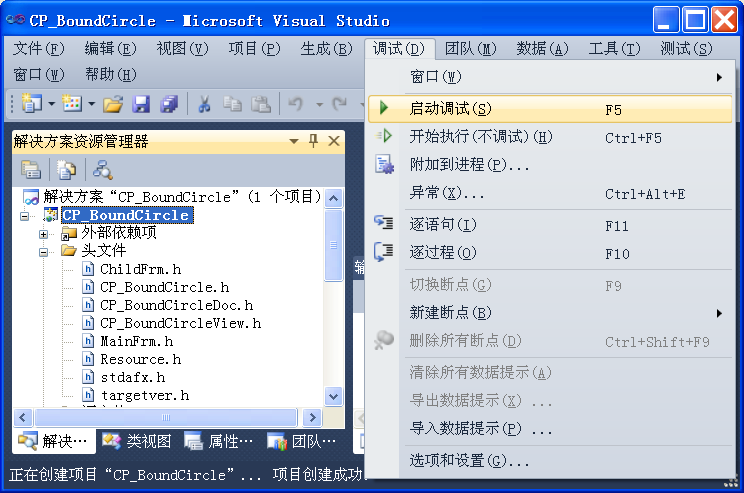 CP_BoundCircle - Microsoft Visual Studio
文件(F) 编辑(E) 视图(V) 项目(P) 生成(B) 调试(D) 团队(M) 数据(A) 工具(T) 测试(S)
窗口(W) 帮助(H)
窗口(W)
启动调试(S) F5
开始执行(不调试)(H) Ctrl+F5
附加到进程(P)...
异常(X)... Ctrl+Alt+E
逐语句(I) F11
逐过程(O) F10
切换断点(G) F9
新建断点(B)
删除所有断点(D) Ctrl+Shift+F9
清除所有数据提示(A)
导出数据提示(X) ...
导入数据提示(P) ...
选项和设置(G)...
解决方案资源管理器
解决方案“CP_BoundCircle”(1 个项目)
CP_BoundCircle
外部依赖项
头文件
ChildFrm.h
CP_BoundCircle.h
CP_BoundCircleDoc.h
CP_BoundCircleView.h
MainFrm.h
Resource.h
stdafx.h
targetver.h
解决… 类视图 属性… 团队…
正在创建项目“CP_BoundCircle”... 项目创建成功.